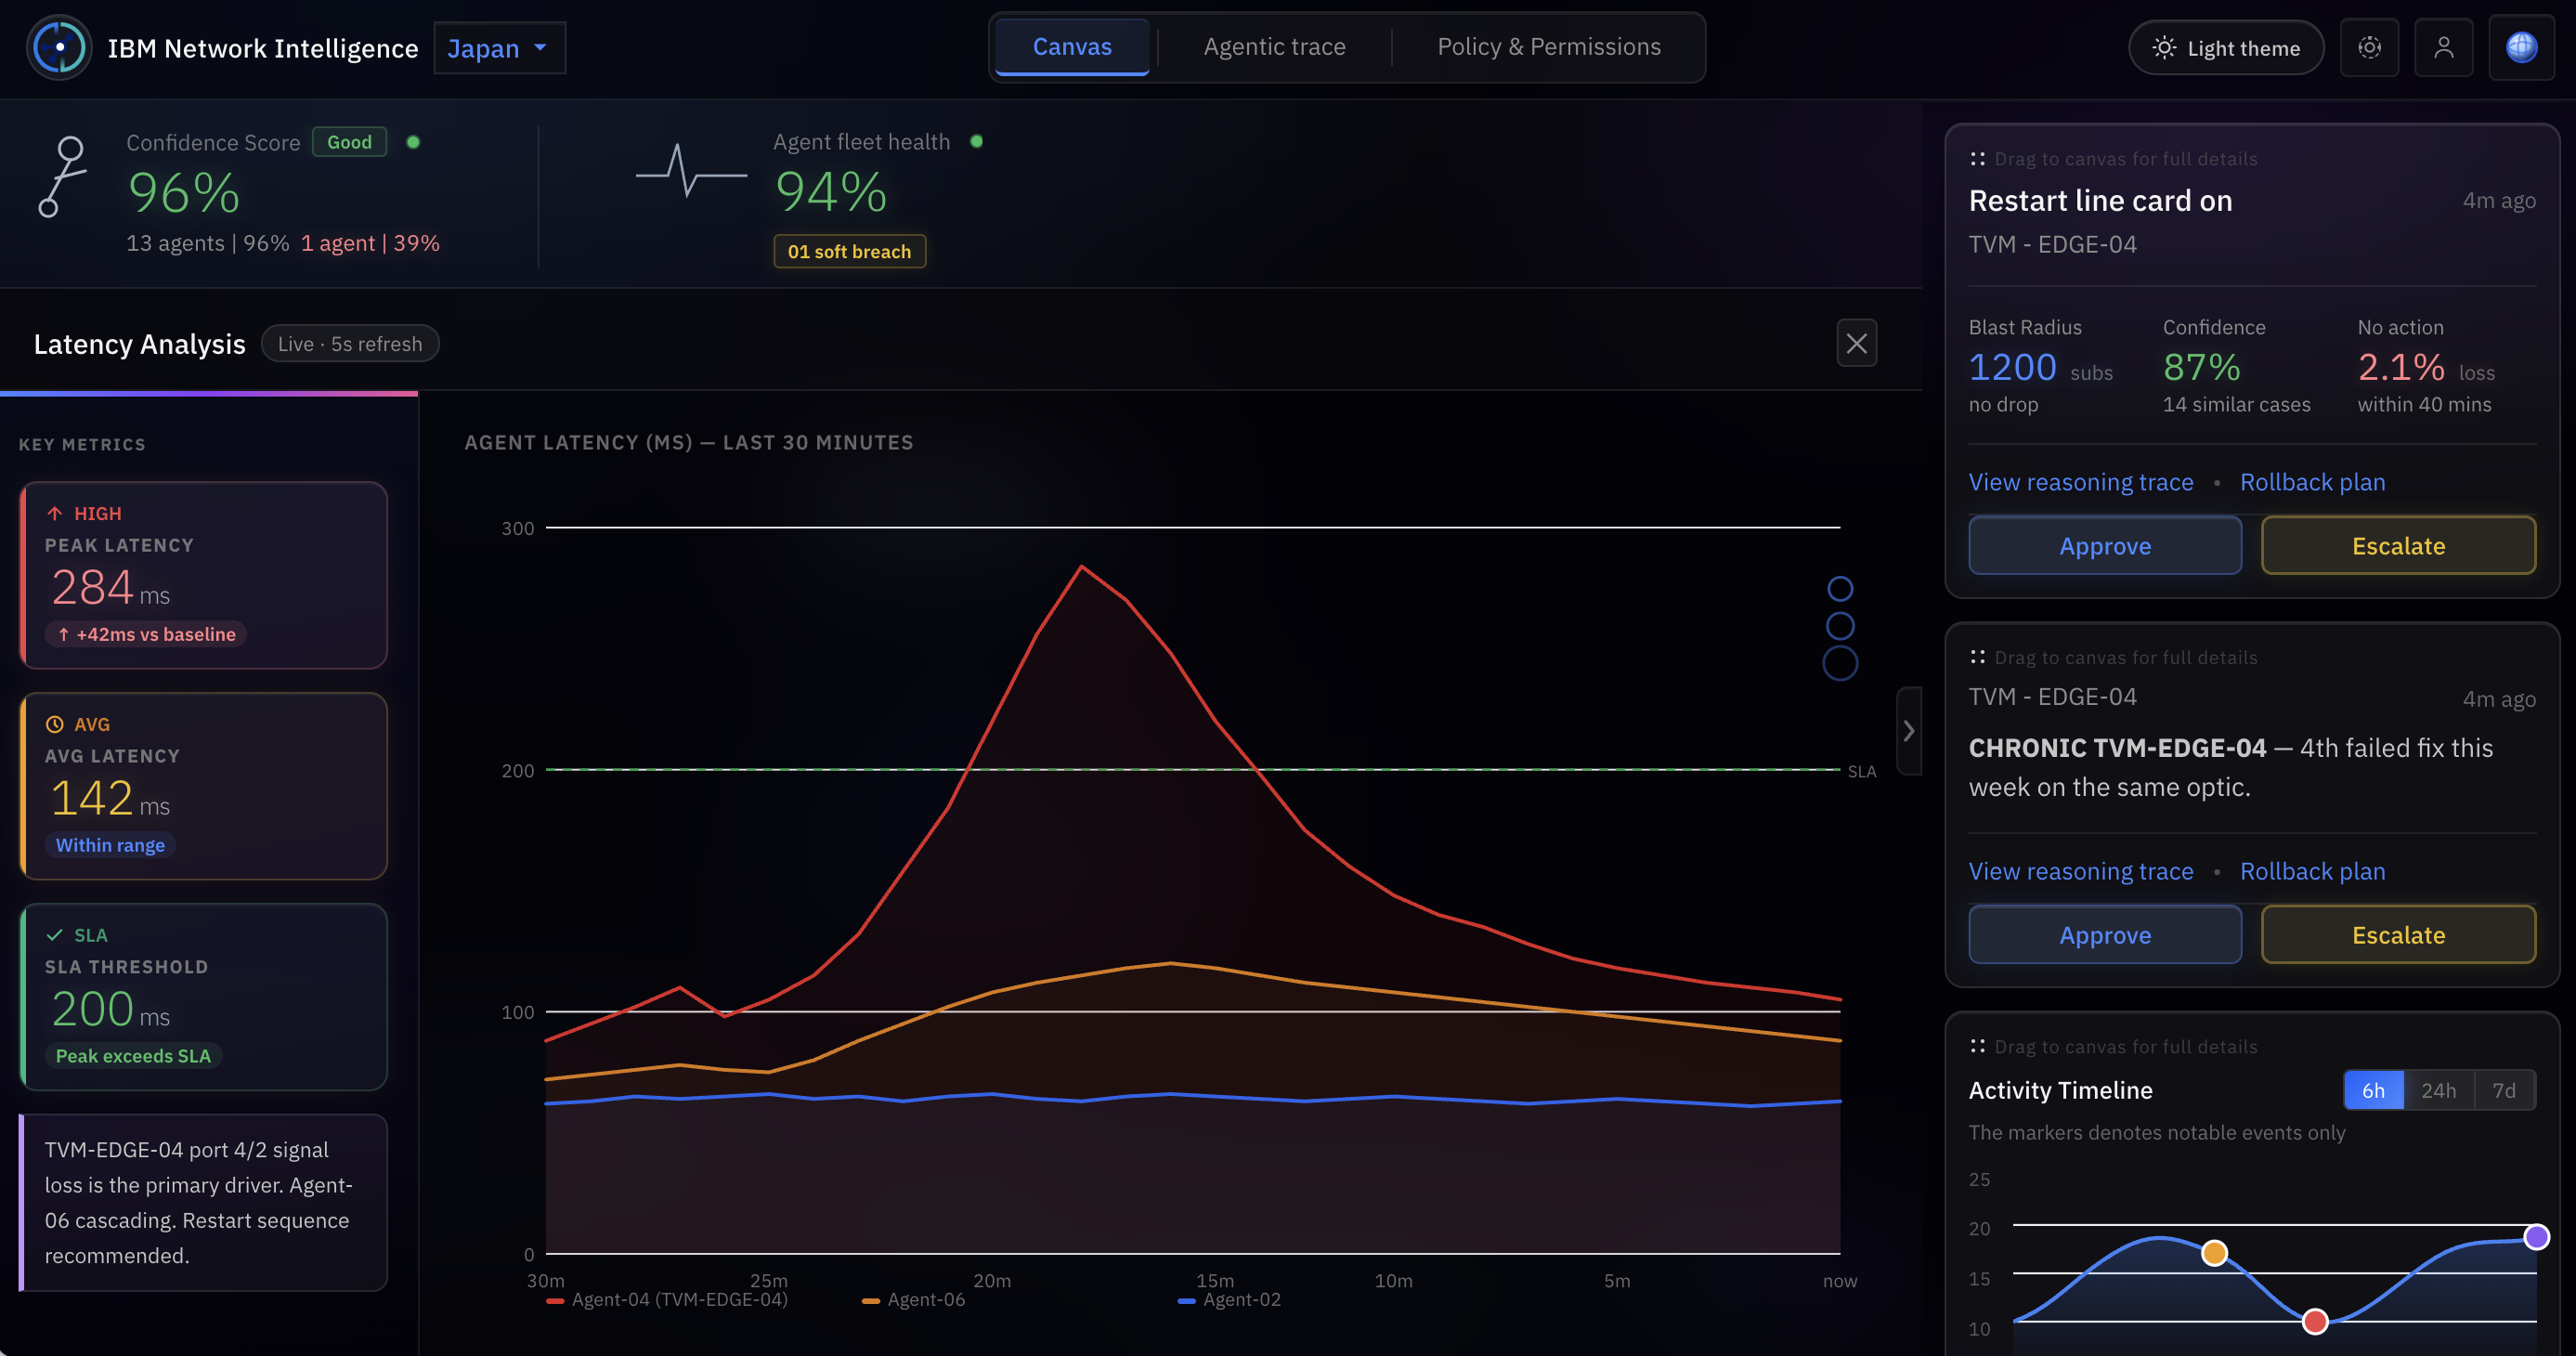 IBM Network Intelligence
Japan
Canvas
Agentic trace
Policy & Permissions
Light theme
Confidence Score
Good
96%
13 agents | 96% 1 agent | 39%
Agent fleet health
94%
01 soft breach
Latency Analysis
Live · 5s refresh
KEY METRICS
HIGH
PEAK LATENCY
284 ms
↑ +42ms vs baseline
AVG
AVG LATENCY
142 ms
Within range
SLA
SLA THRESHOLD
200 ms
Peak exceeds SLA
TVM-EDGE-04 port 4/2 signal
loss is the primary driver. Agent-
06 cascading. Restart sequence
recommended.
AGENT LATENCY (MS) — LAST 30 MINUTES
300
200
SLA
100
0
30m 25m 20m 15m 10m 5m now
Agent-04 (TVM-EDGE-04) Agent-06 Agent-02
Drag to canvas for full details
Restart line card on
4m ago
TVM - EDGE-04
Blast Radius Confidence No action
1200 subs 87% 2.1% loss
no drop 14 similar cases within 40 mins
View reasoning trace • Rollback plan
Approve Escalate
Drag to canvas for full details
TVM - EDGE-04
4m ago
CHRONIC TVM-EDGE-04 — 4th failed fix this
week on the same optic.
View reasoning trace • Rollback plan
Approve Escalate
Drag to canvas for full details
Activity Timeline
6h 24h 7d
The markers denotes notable events only
25
20
15
10